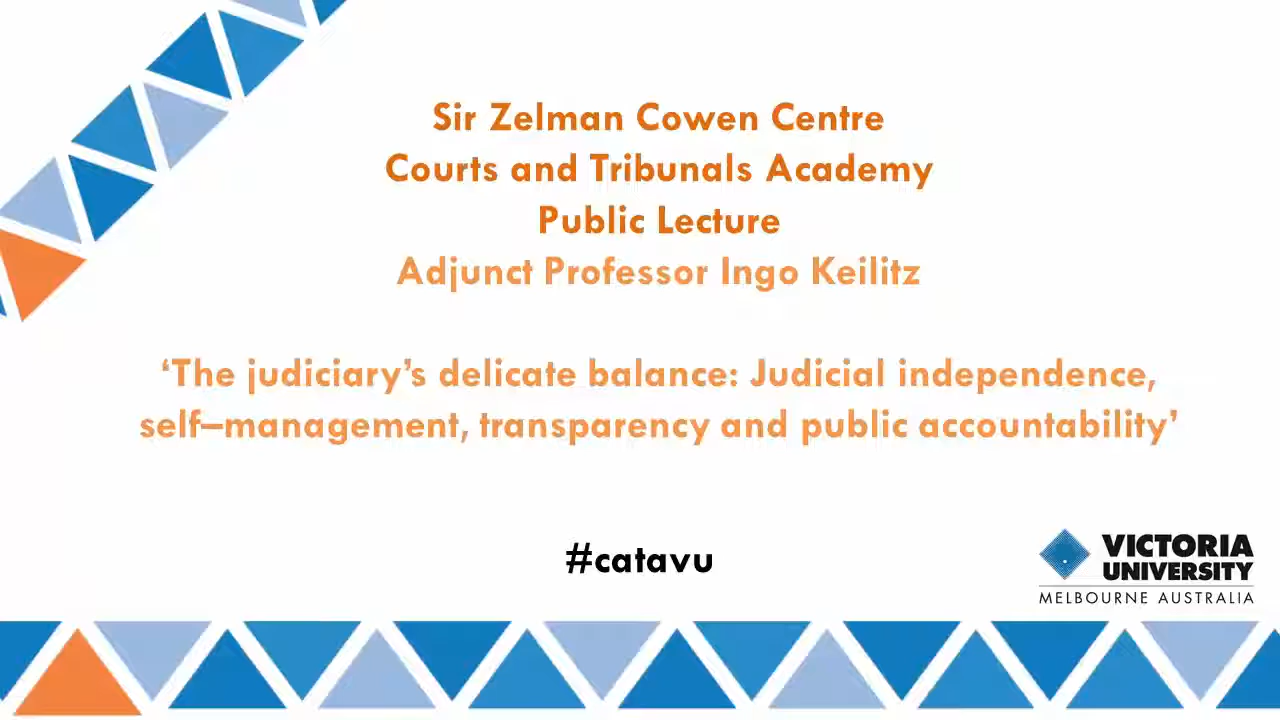 Sir Zelman Cowen Centre
Courts and Tribunals Academy
Public Lecture
Adjunct Professor Ingo Keilitz
‘The judiciary’s delicate balance: Judicial independence,
self–management, transparency and public accountability’
#catavu
VICTORIA
UNIVERSITY
MELBOURNE AUSTRALIA